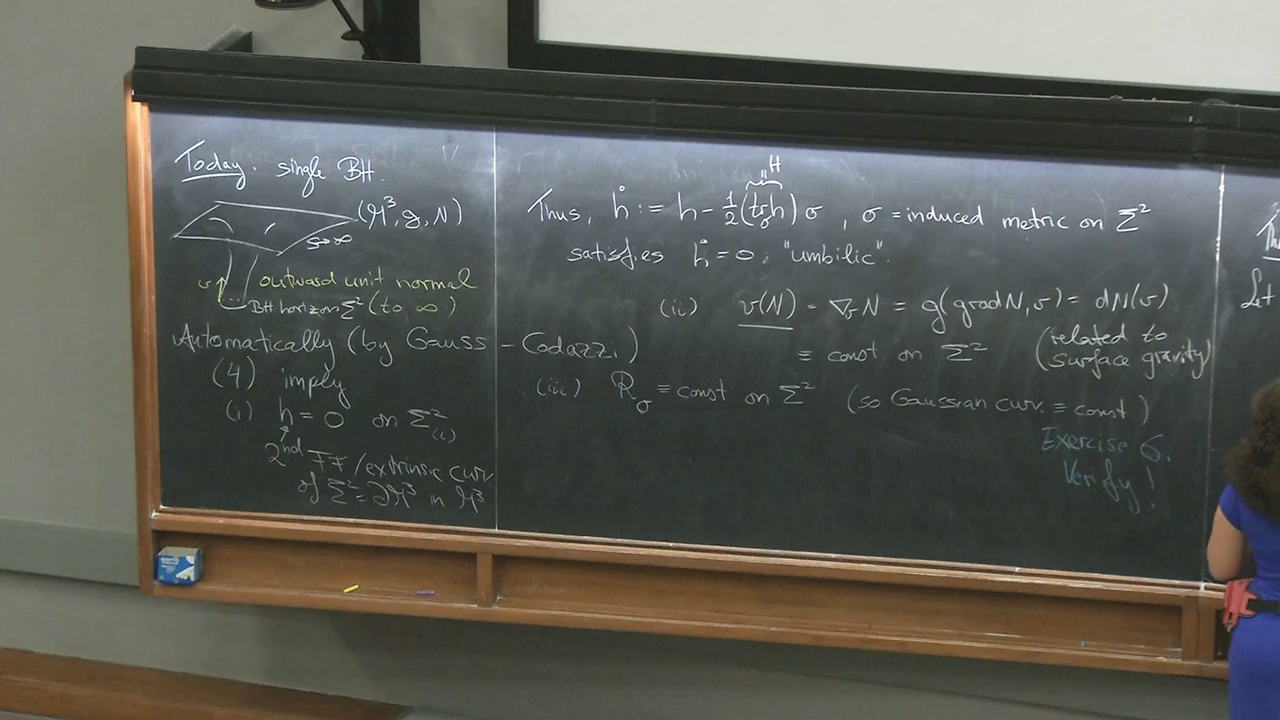 Today: single BH.
(M³, g, N)
S→∞
ν↑ outward unit normal
BH horizon Σ² (to ∞)
Automatically (by Gauss - Codazzi)
(4) imply
(i) h = 0 on Σ²
2nd FF/extrinsic curv
of Σ² = ∂M³ in M³
H
Thus, h̊ := h - 1/2 (tr_σ h) σ , σ = induced metric on Σ²
satisfies h̊ = 0 : "umbilic".
(ii) ν(N) = ∇_ν N = g(grad N, ν) = dN(ν)
≡ const on Σ² (related to
surface gravity)
(iii) R_σ ≡ const on Σ² (so Gaussian curv. ≡ const)
Exercise 6.
Verify!
Let